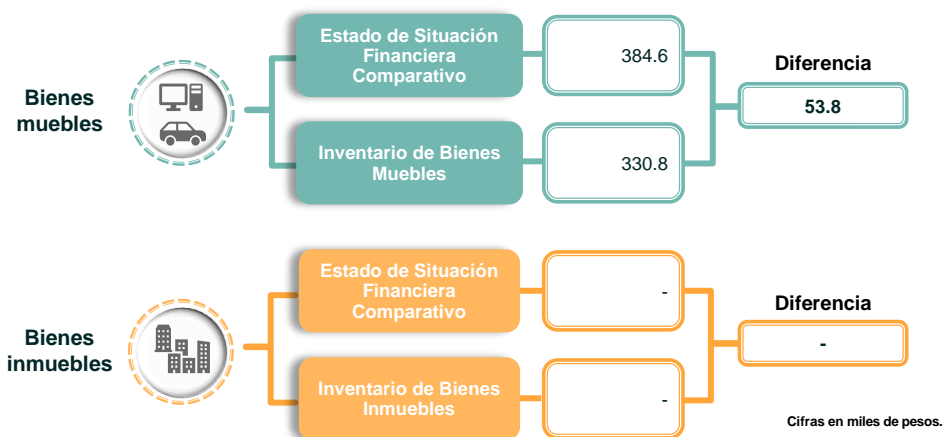 Bienes
muebles
Estado de Situación
Financiera
Comparativo
384.6
Inventario de Bienes
Muebles
330.8
Diferencia
53.8
Bienes
inmuebles
Estado de Situación
Financiera
Comparativo
-
Inventario de Bienes
Inmuebles
-
Diferencia
-
Cifras en miles de pesos.